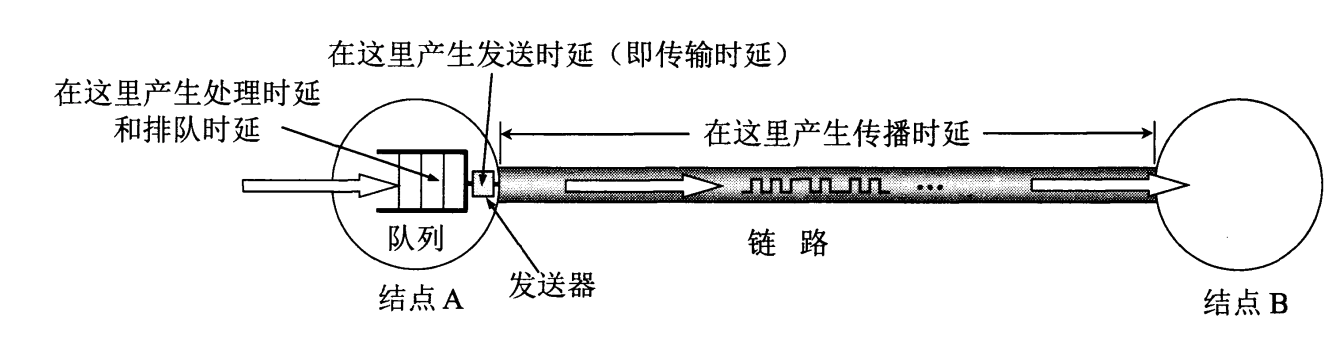 在这里产生发送时延（即传输时延）
在这里产生处理时延
和排队时延
在这里产生传播时延
队列
链 路
发送器
结点 A
结点 B